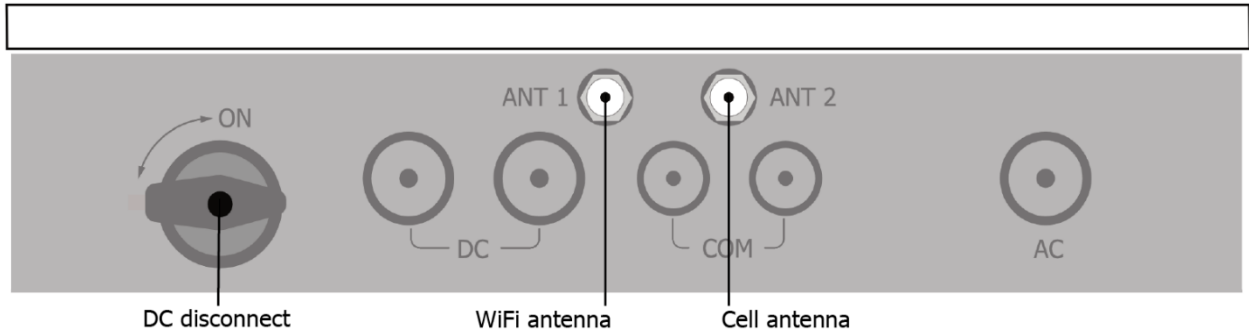 ANT 1
ANT 2
ON
DC
COM
AC
DC disconnect
WiFi antenna
Cell antenna